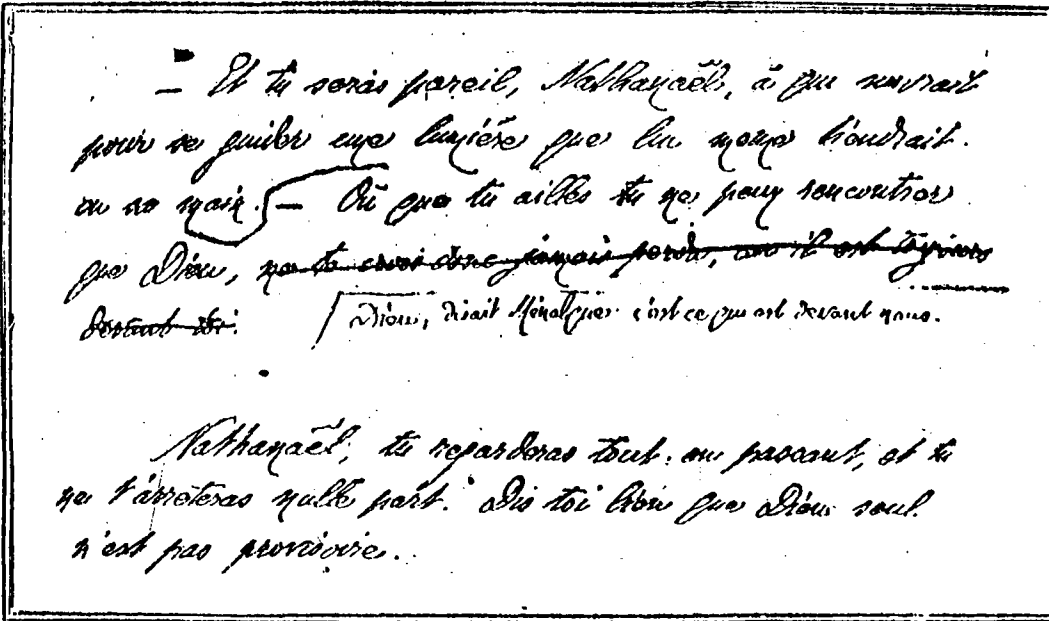 — Et tu seras pareil, Nathanaël, à qui suivrait
pour se guider une lumière que lui même tiendrait
en sa main. — Où que tu ailles tu ne peux rencontrer
que Dieu, ne te crois donc jamais perdu, car il est toujours
devant toi.
Dieu, disait Ménalque : c'est ce qui est devant nous.
Nathanaël, tu regarderas tout en passant, et tu
ne t'arrêteras nulle part. Dis toi bien que Dieu seul
n'est pas provisoire.